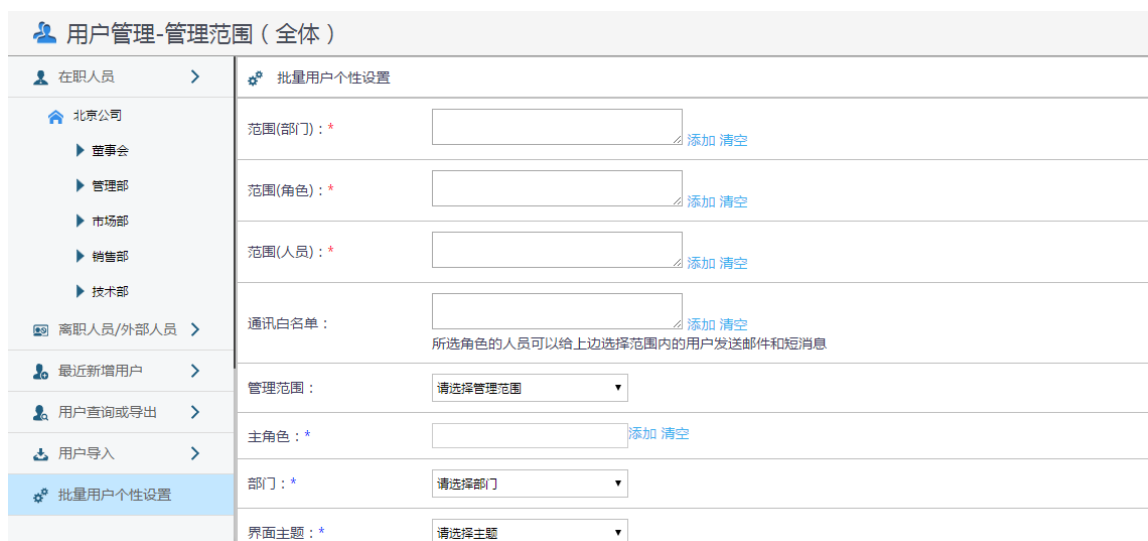 用户管理-管理范围（全体）
在职人员
北京公司
董事会
管理部
市场部
销售部
技术部
离职人员/外部人员
最近新增用户
用户查询或导出
用户导入
批量用户个性设置
批量用户个性设置
范围(部门)：*
添加 清空
范围(角色)：*
添加 清空
范围(人员)：*
添加 清空
通讯白名单：
添加 清空
所选角色的人员可以给上边选择范围内的用户发送邮件和短消息
管理范围：
请选择管理范围
主角色：*
添加 清空
部门：*
请选择部门
界面主题：*
请选择主题